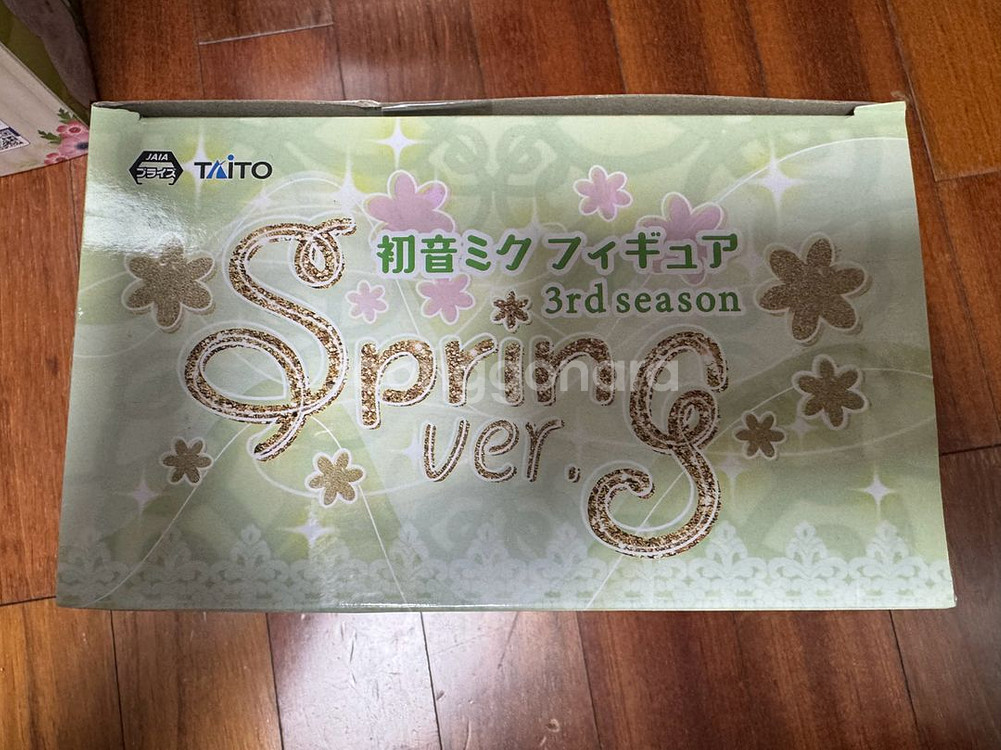 JAIA
プライズ
TAITO
初音ミク フィギュア
3rd season
Spring
ver.